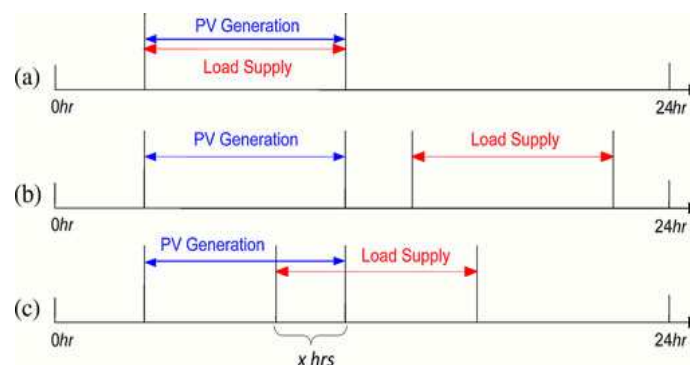 PV Generation
(a)
Load Supply
0hr
24hr
PV Generation
Load Supply
(b)
0hr
24hr
PV Generation
Load Supply
(c)
0hr
24hr
x hrs